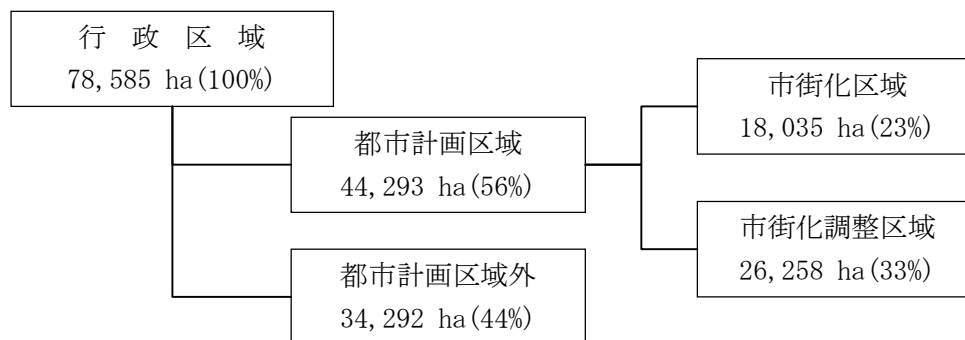 行 政 区 域
78,585 ha(100%)
都市計画区域
44,293 ha(56%)
都市計画区域外
34,292 ha(44%)
市街化区域
18,035 ha(23%)
市街化調整区域
26,258 ha(33%)